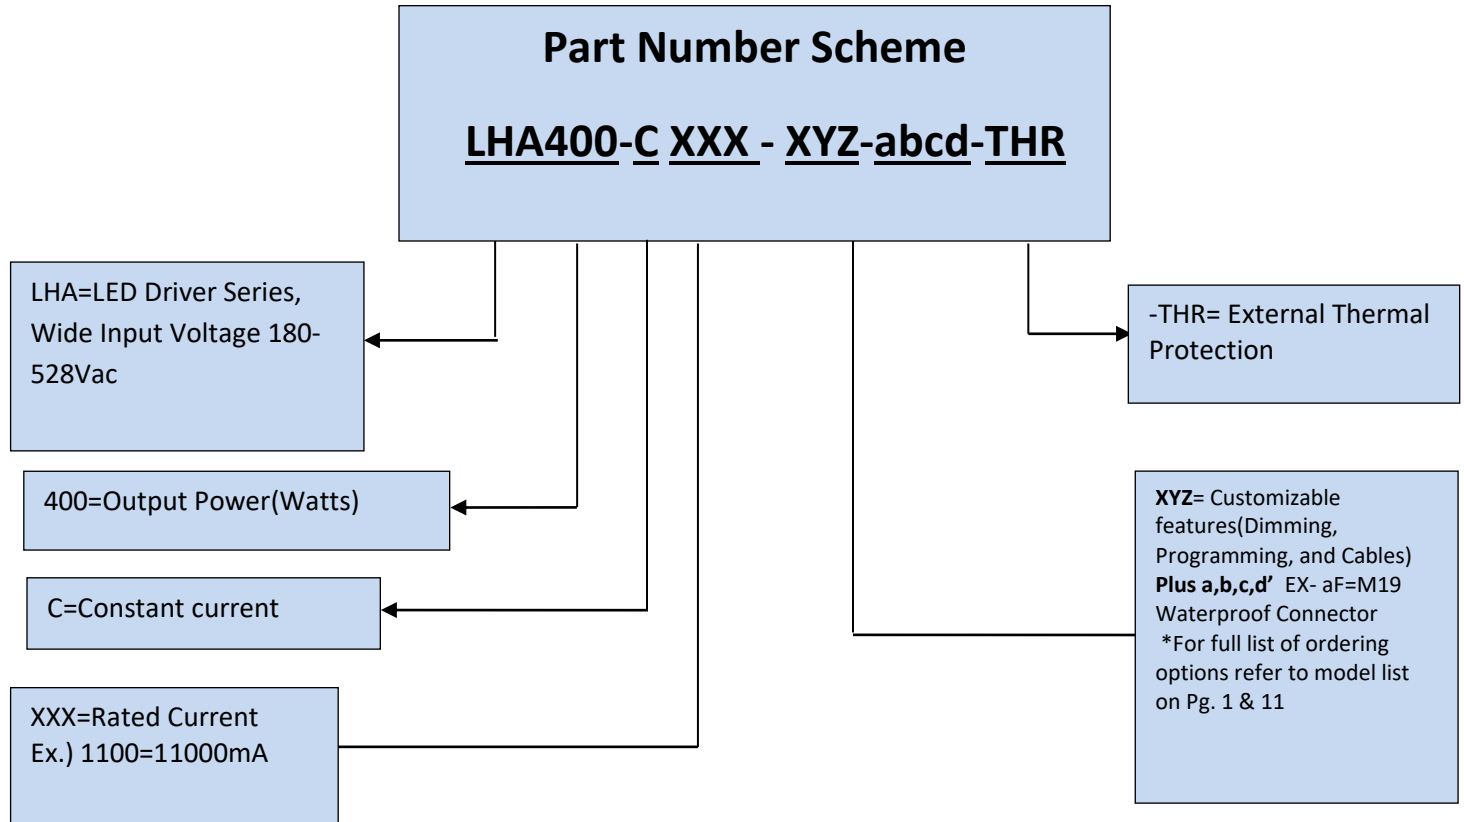 Part Number Scheme
LHA400-C XXX - XYZ-abcd-THR
LHA=LED Driver Series,
Wide Input Voltage 180-
528Vac
400=Output Power(Watts)
C=Constant current
XXX=Rated Current
Ex.) 1100=11000mA
-THR= External Thermal
Protection
XYZ= Customizable
features(Dimming,
Programming, and Cables)
Plus a,b,c,d’ EX- aF=M19
Waterproof Connector
*For full list of ordering
options refer to model list
on Pg. 1 & 11